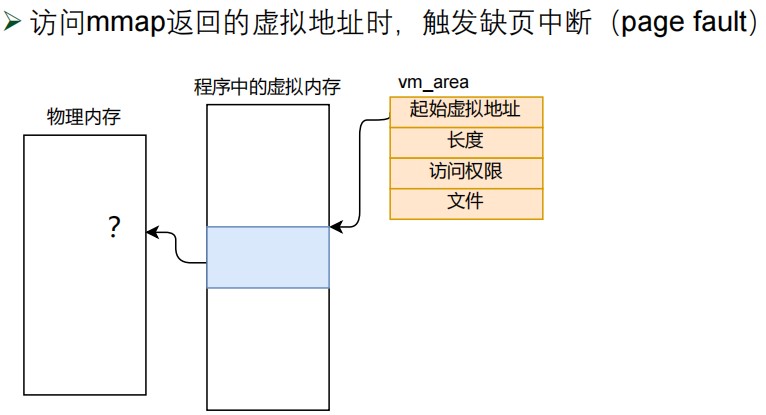 ➢ 访问mmap返回的虚拟地址时，触发缺页中断（page fault）
vm_area
程序中的虚拟内存
起始虚拟地址
物理内存
长度
访问权限
文件
?